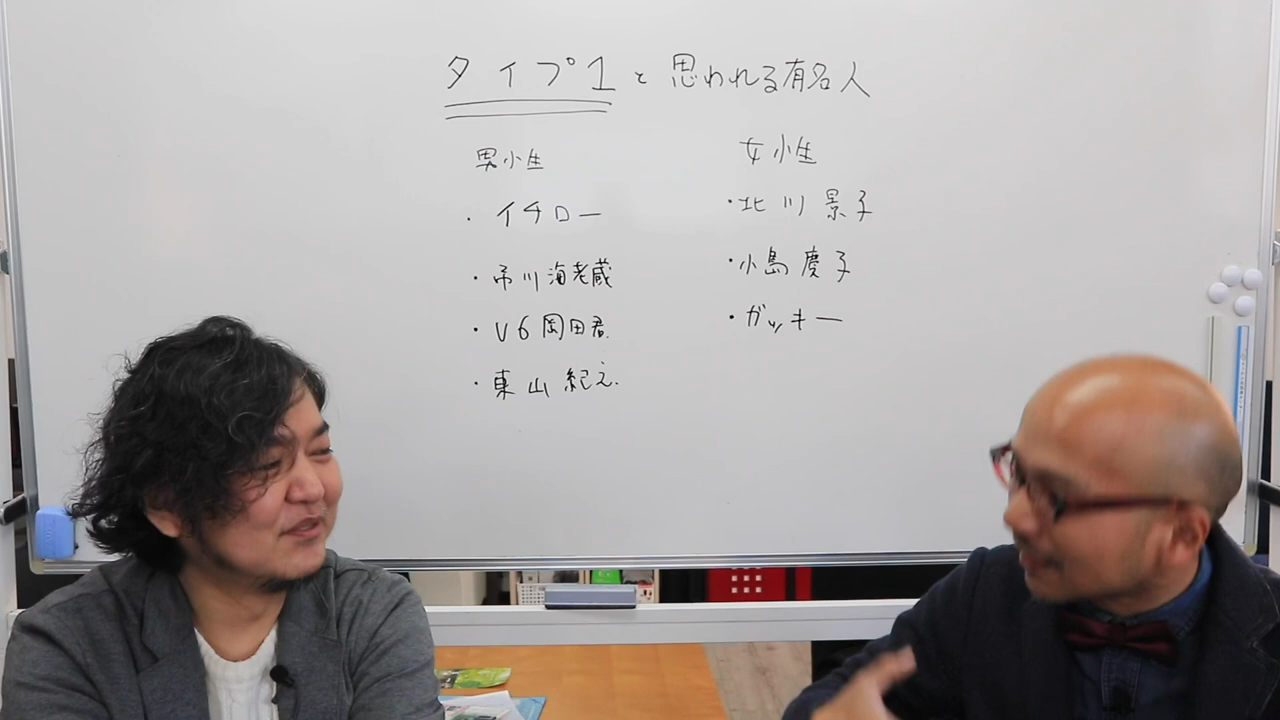 タイプ1と思われる有名人
男性
・イチロー
・市川海老蔵
・V6岡田君
・東山紀之
女性
・北川景子
・小島慶子
・ガッキー